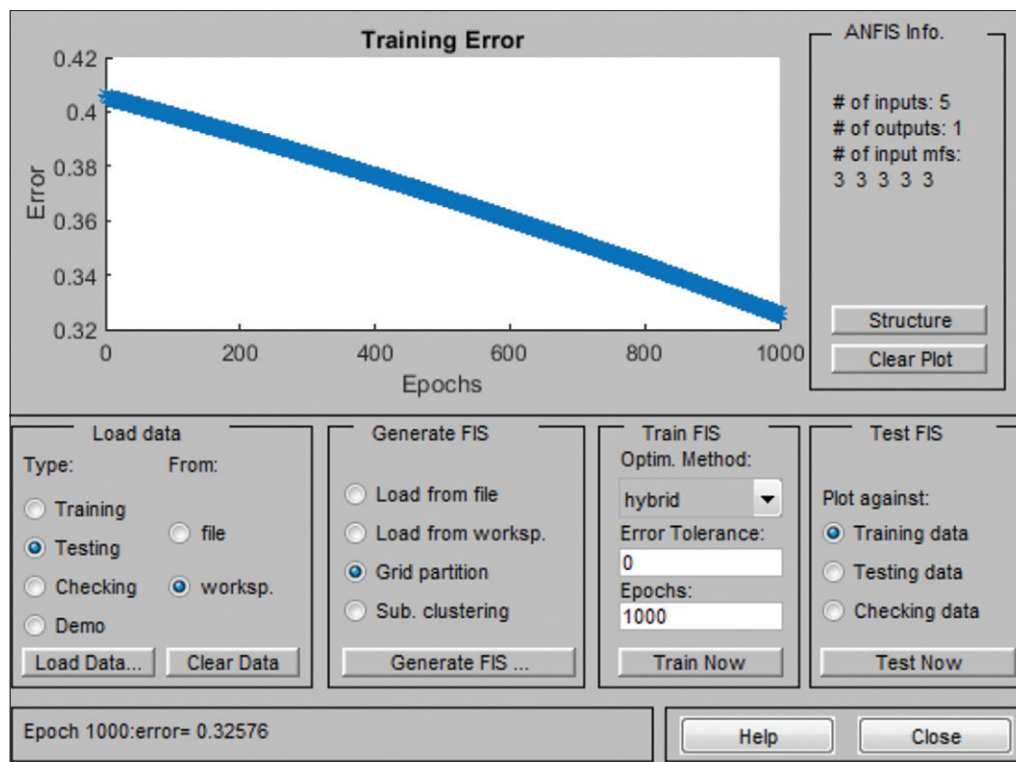 Training Error
0.42
0.4
0.38
0.36
0.34
0.32
Error
0 200 400 600 800 1000
Epochs
ANFIS Info.
# of inputs: 5
# of outputs: 1
# of input mfs:
3 3 3 3 3
Structure
Clear Plot
Load data
Type: From:
Training
file
Testing
Checking
worksp.
Demo
Load Data... Clear Data
Generate FIS
Load from file
Load from worksp.
Grid partition
Sub. clustering
Generate FIS ...
Train FIS
Optim. Method:
hybrid
Error Tolerance:
0
Epochs:
1000
Train Now
Test FIS
Plot against:
Training data
Testing data
Checking data
Test Now
Epoch 1000:error= 0.32576
Help Close